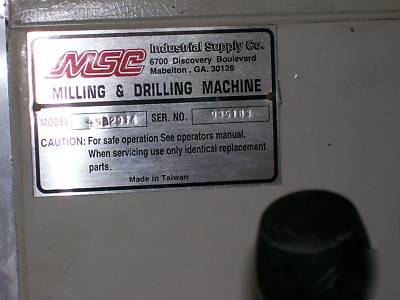 MSC Industrial Supply Co.
6700 Discovery Boulevard
Mabelton , GA. 30126
MILLING & DRILLING MACHINE
MODEL SER. NO. 935183
CAUTION: For safe operation See operators manual.
When servicing use only identical replacement
parts.
Made in Taiwan